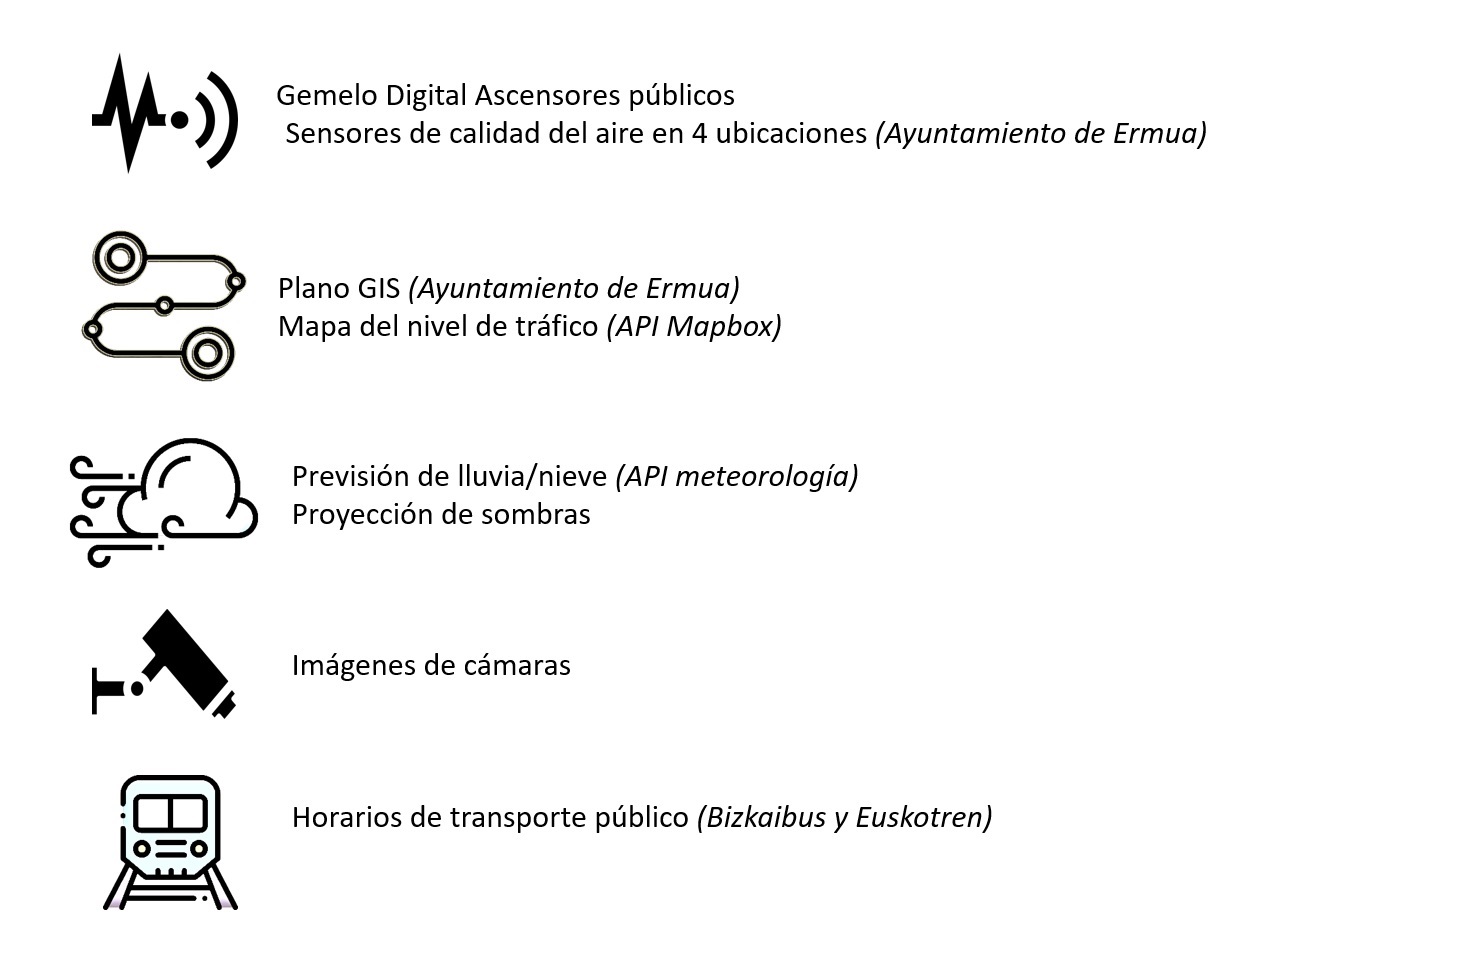 Gemelo Digital Ascensores públicos
Sensores de calidad del aire en 4 ubicaciones (Ayuntamiento de Ermua)
Plano GIS (Ayuntamiento de Ermua)
Mapa del nivel de tráfico (API Mapbox)
Previsión de lluvia/nieve (API meteorología)
Proyección de sombras
Imágenes de cámaras
Horarios de transporte público (Bizkaibus y Euskotren)